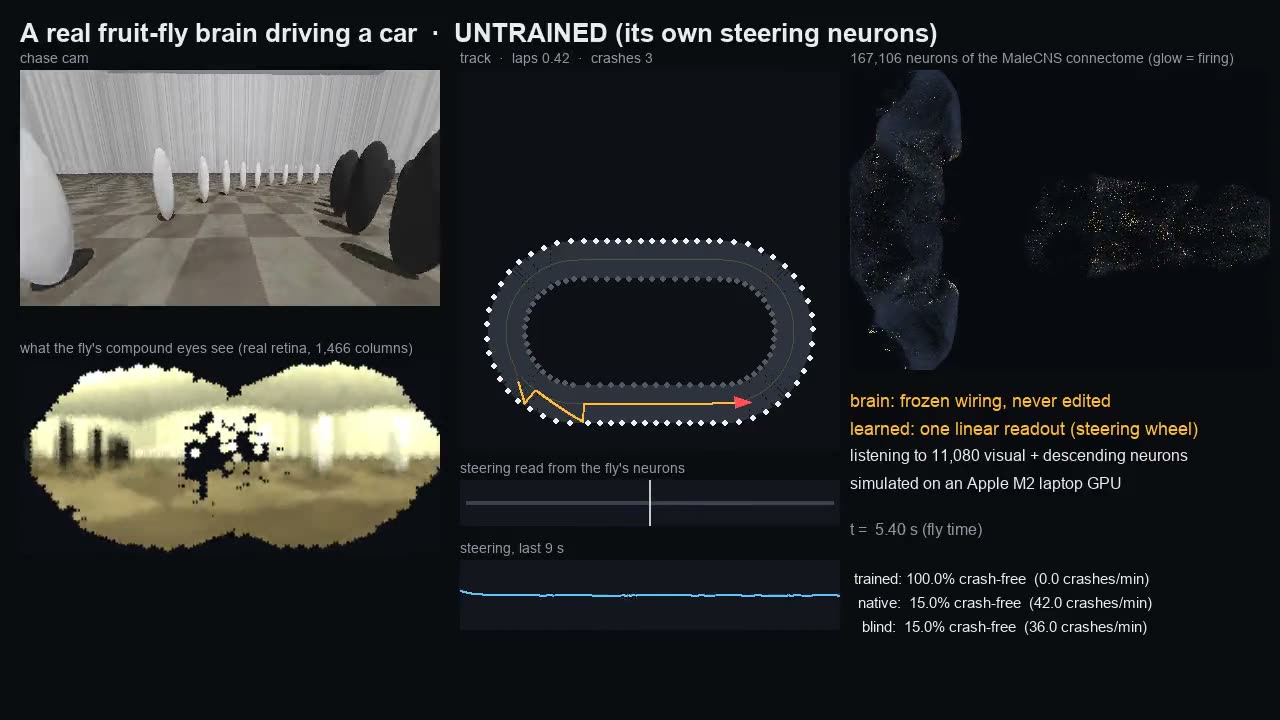 A real fruit-fly brain driving a car · UNTRAINED (its own steering neurons)
chase cam
track · laps 0.42 · crashes 3
167,106 neurons of the MaleCNS connectome (glow = firing)
what the fly's compound eyes see (real retina, 1,466 columns)
brain: frozen wiring, never edited
learned: one linear readout (steering wheel)
listening to 11,080 visual + descending neurons
simulated on an Apple M2 laptop GPU
steering read from the fly's neurons
t = 5.40 s (fly time)
steering, last 9 s
trained: 100.0% crash-free (0.0 crashes/min)
native: 15.0% crash-free (42.0 crashes/min)
blind: 15.0% crash-free (36.0 crashes/min)